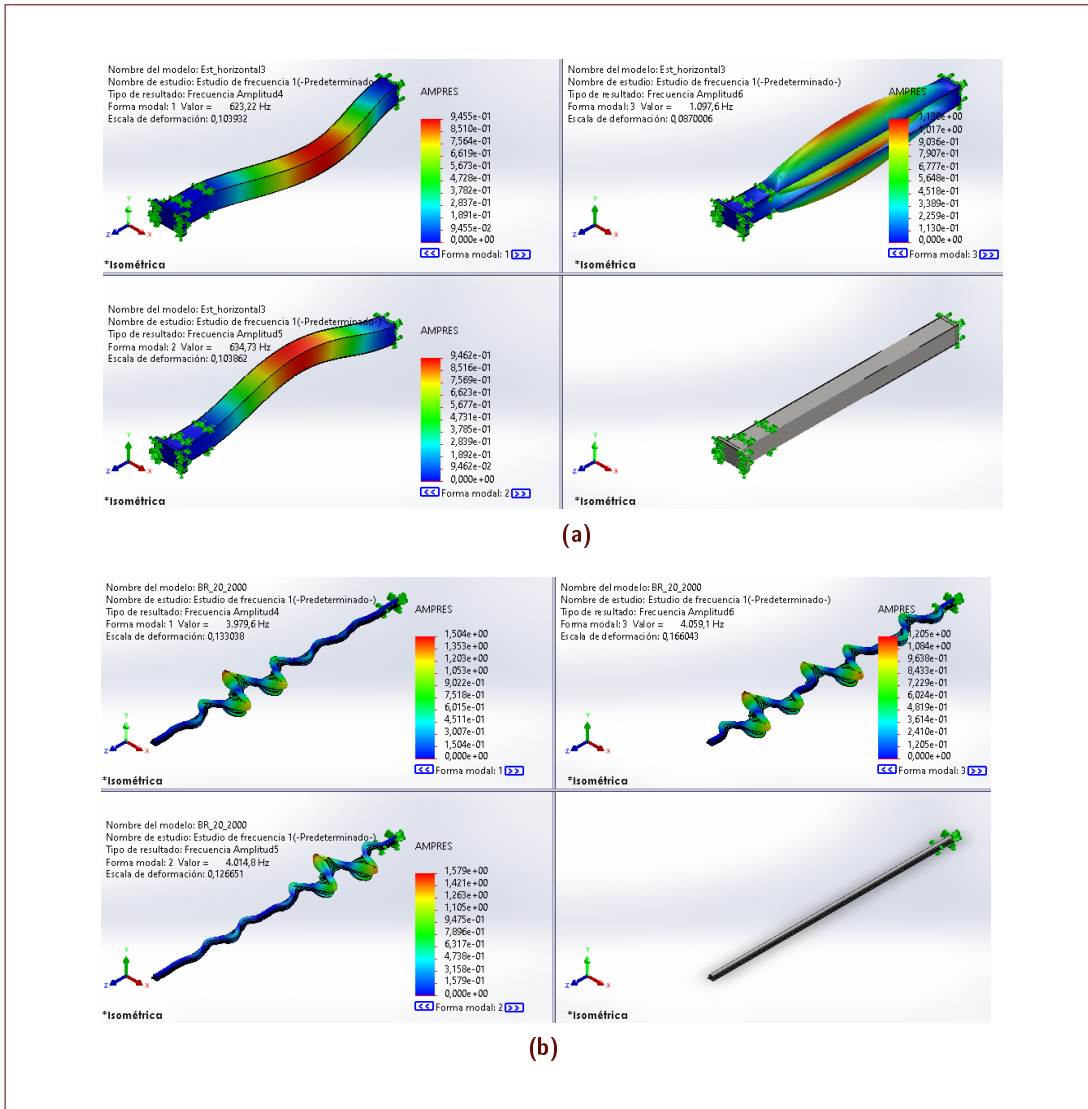 Nombre del modelo: Est_horizontal3
Nombre de estudio: Estudio de frecuencia 1(-Predeterminado-)
Tipo de resultado: Frecuencia Amplitud4
Forma modal: 1 Valor = 623,22 Hz
Escala de deformación: 0,103932
AMPRES
9,455e-01
8,510e-01
7,564e-01
6,619e-01
5,673e-01
4,728e-01
3,782e-01
2,837e-01
1,891e-01
9,455e-02
0,000e+00
<< Forma modal: 1 >>
Y
Z
X
*Isométrica
Nombre del modelo: Est_horizontal3
Nombre de estudio: Estudio de frecuencia 1(-Predeterminado-)
Tipo de resultado: Frecuencia Amplitud6
Forma modal: 3 Valor = 1.097,6 Hz
Escala de deformación: 0,0870006
AMPRES
1,130e+00
1,017e+00
9,036e-01
7,907e-01
6,777e-01
5,648e-01
4,518e-01
3,389e-01
2,259e-01
1,130e-01
0,000e+00
<< Forma modal: 3 >>
Y
Z
X
*Isométrica
Nombre del modelo: Est_horizontal3
Nombre de estudio: Estudio de frecuencia 1(-Predeterminado-)
Tipo de resultado: Frecuencia Amplitud5
Forma modal: 2 Valor = 634,73 Hz
Escala de deformación: 0,103862
AMPRES
9,462e-01
8,516e-01
7,569e-01
6,623e-01
5,677e-01
4,731e-01
3,785e-01
2,839e-01
1,892e-01
9,462e-02
0,000e+00
<< Forma modal: 2 >>
Y
Z
X
*Isométrica
Y
Z
X
*Isométrica
(a)
Nombre del modelo: BR_20_2000
Nombre de estudio: Estudio de frecuencia 1(-Predeterminado-)
Tipo de resultado: Frecuencia Amplitud4
Forma modal: 1 Valor = 3.979,6 Hz
Escala de deformación: 0,133038
AMPRES
1,504e+00
1,353e+00
1,203e+00
1,053e+00
9,022e-01
7,518e-01
6,015e-01
4,511e-01
3,007e-01
1,504e-01
0,000e+00
<< Forma modal: 1 >>
Y
Z
X
*Isométrica
Nombre del modelo: BR_20_2000
Nombre de estudio: Estudio de frecuencia 1(-Predeterminado-)
Tipo de resultado: Frecuencia Amplitud6
Forma modal: 3 Valor = 4.059,1 Hz
Escala de deformación: 0,166043
AMPRES
1,205e+00
1,084e+00
9,638e-01
8,433e-01
7,229e-01
6,024e-01
4,819e-01
3,614e-01
2,410e-01
1,205e-01
0,000e+00
<< Forma modal: 3 >>
Y
Z
X
*Isométrica
Nombre del modelo: BR_20_2000
Nombre de estudio: Estudio de frecuencia 1(-Predeterminado-)
Tipo de resultado: Frecuencia Amplitud5
Forma modal: 2 Valor = 4.014,8 Hz
Escala de deformación: 0,126651
AMPRES
1,579e+00
1,421e+00
1,263e+00
1,105e+00
9,475e-01
7,896e-01
6,317e-01
4,738e-01
3,158e-01
1,579e-01
0,000e+00
<< Forma modal: 2 >>
Y
Z
X
*Isométrica
Y
Z
X
*Isométrica
(b)